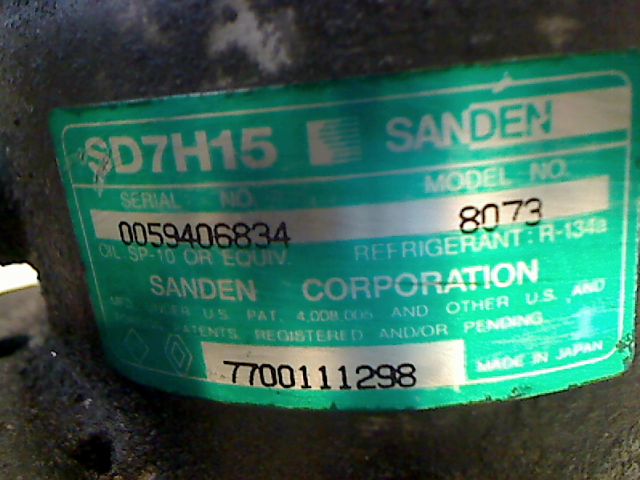 SD7H15 SANDEN
SERIAL NO. MODEL NO.
0059406834 8073
OIL SP-10 OR EQUIV. REFRIGERANT: R-134a
SANDEN CORPORATION
MFD. UNDER U.S. PAT. 4,008,005 AND OTHER U.S. AND
PATENTS REGISTERED AND/OR PENDING.
7700111298 MADE IN JAPAN